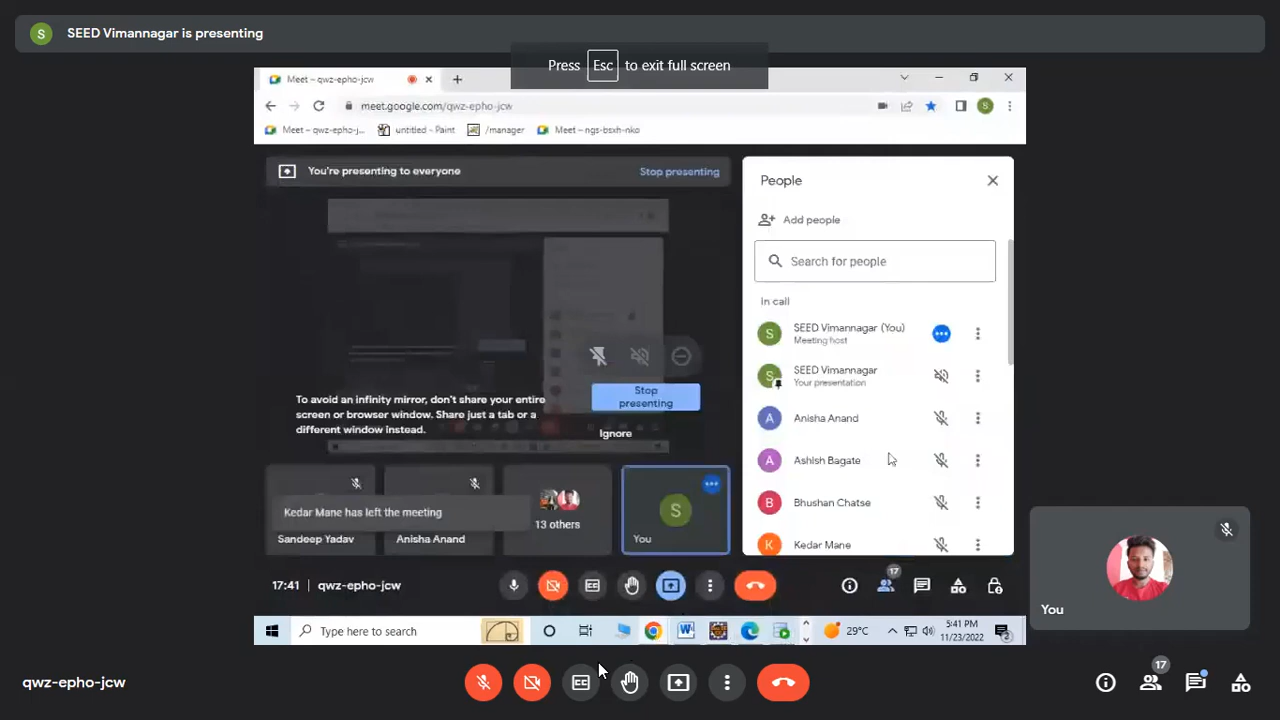 S SEED Vimannagar is presenting
Press Esc to exit full screen
Meet – qwz-epho-jcw
meet.google.com/qwz-epho-jcw
S
Meet – qwz-epho-j... untitled - Paint /manager Meet – ngs-bsxh-nko
You're presenting to everyone Stop presenting
To avoid an infinity mirror, don't share your entire
screen or browser window. Share just a tab or a
different window instead.
Stop
presenting
Ignore
Kedar Mane has left the meeting
Sandeep Yadav
Anisha Anand
13 others
S
You
People
Add people
Search for people
In call
S SEED Vimannagar (You)
Meeting host
S SEED Vimannagar
Your presentation
A Anisha Anand
A Ashish Bagate
B Bhushan Chatse
K Kedar Mane
17:41 | qwz-epho-jcw
17
Type here to search
W
29°C
5:41 PM
11/23/2022
2
You
qwz-epho-jcw
CC
17